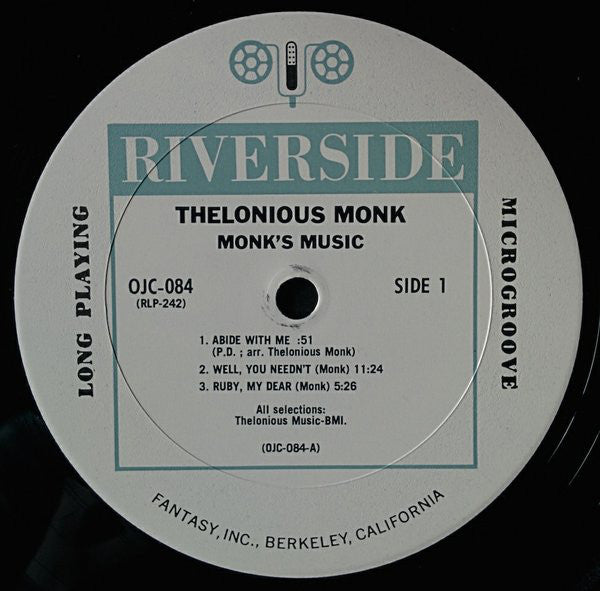 RIVERSIDE
THELONIOUS MONK
MONK'S MUSIC
OJC-084
(RLP-242)
SIDE 1
LONG PLAYING
MICROGROOVE
1. ABIDE WITH ME :51
(P.D. ; arr. Thelonious Monk)
2. WELL, YOU NEEDN'T (Monk) 11:24
3. RUBY, MY DEAR (Monk) 5:26
All selections:
Thelonious Music-BMI.
(OJC-084-A)
FANTASY, INC., BERKELEY, CALIFORNIA